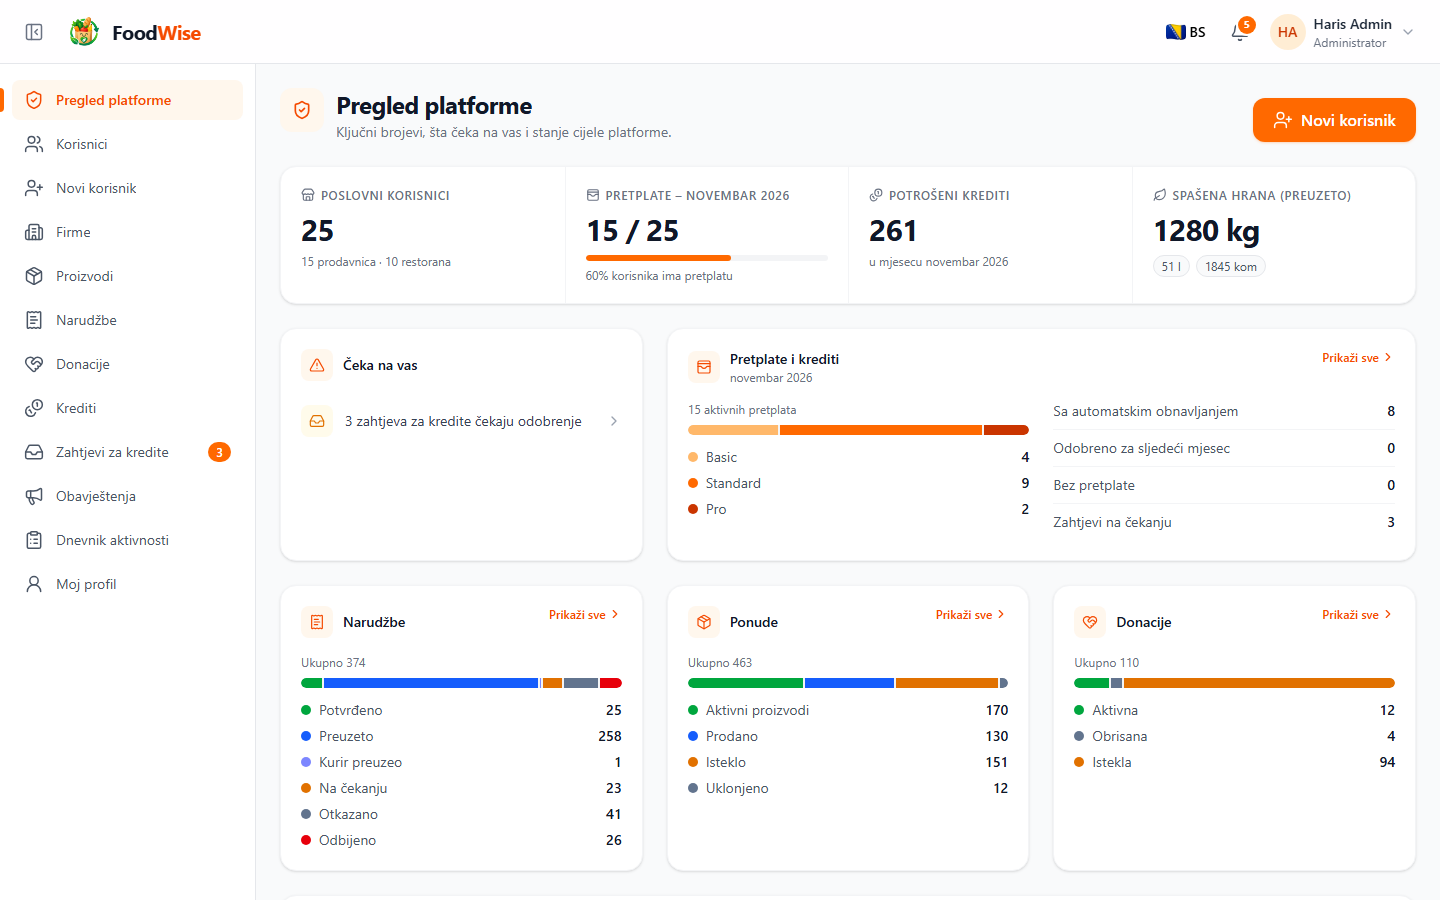 FoodWise
BS
5
HA
Haris Admin
Administrator
Pregled platforme
Korisnici
Novi korisnik
Firme
Proizvodi
Narudžbe
Donacije
Krediti
Zahtjevi za kredite
3
Obavještenja
Dnevnik aktivnosti
Moj profil
Pregled platforme
Ključni brojevi, šta čeka na vas i stanje cijele platforme.
Novi korisnik
POSLOVNI KORISNICI
25
15 prodavnica · 10 restorana
PRETPLATE – NOVEMBAR 2026
15 / 25
60% korisnika ima pretplatu
POTROŠENI KREDITI
261
u mjesecu novembar 2026
SPAŠENA HRANA (PREUZETO)
1280 kg
51 l
1845 kom
Čeka na vas
3 zahtjeva za kredite čekaju odobrenje
Pretplate i krediti
novembar 2026
Prikaži sve
15 aktivnih pretplata
Basic 4
Standard 9
Pro 2
Sa automatskim obnavljanjem 8
Odobreno za sljedeći mjesec 0
Bez pretplate 0
Zahtjevi na čekanju 3
Narudžbe
Prikaži sve
Ukupno 374
Potvrđeno 25
Preuzeto 258
Kurir preuzeo 1
Na čekanju 23
Otkazano 41
Odbijeno 26
Ponude
Prikaži sve
Ukupno 463
Aktivni proizvodi 170
Prodano 130
Isteklo 151
Uklonjeno 12
Donacije
Prikaži sve
Ukupno 110
Aktivna 12
Obrisana 4
Istekla 94